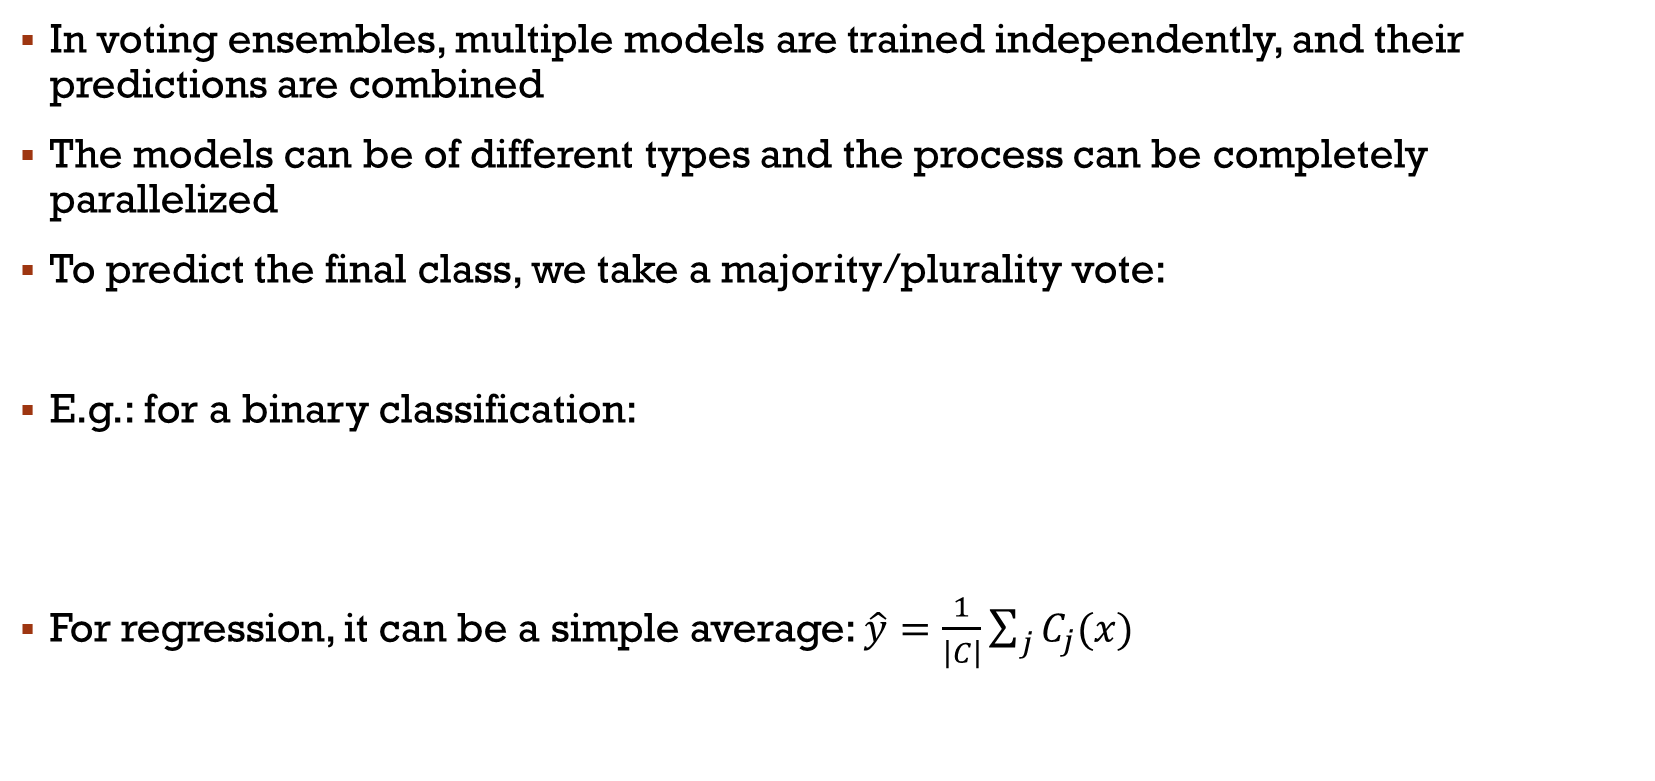 ▪ In voting ensembles, multiple models are trained independently, and their
predictions are combined
▪ The models can be of different types and the process can be completely
parallelized
▪ To predict the final class, we take a majority/plurality vote:
▪ E.g.: for a binary classification:
▪ For regression, it can be a simple average: ŷ = 1/|C| ∑_j C_j(x)